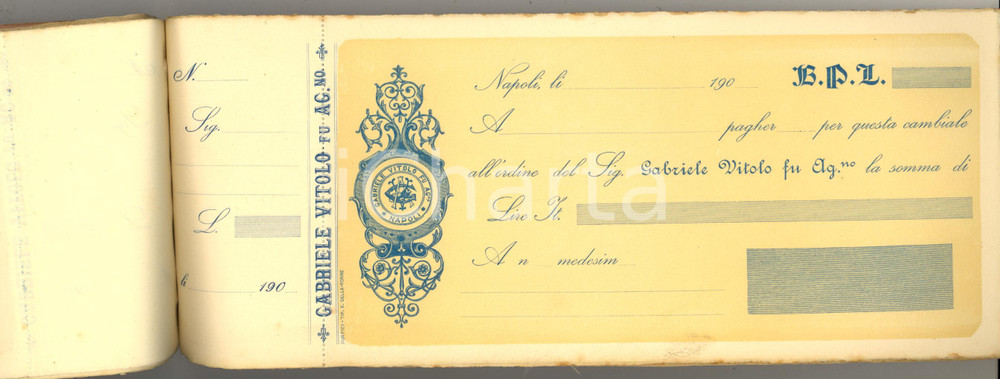 N.
Sig.
L.
li 190
GABRIELE VITOLO FU AG.NO.
GABRIELE VITOLO FU AG.NO
NAPOLI
Napoli, li 190 B.P.L.
A pagher per questa cambiale
all'ordine del Sig. Gabriele Vitolo fu Ag.no la somma di
Lire It.
A n medesim